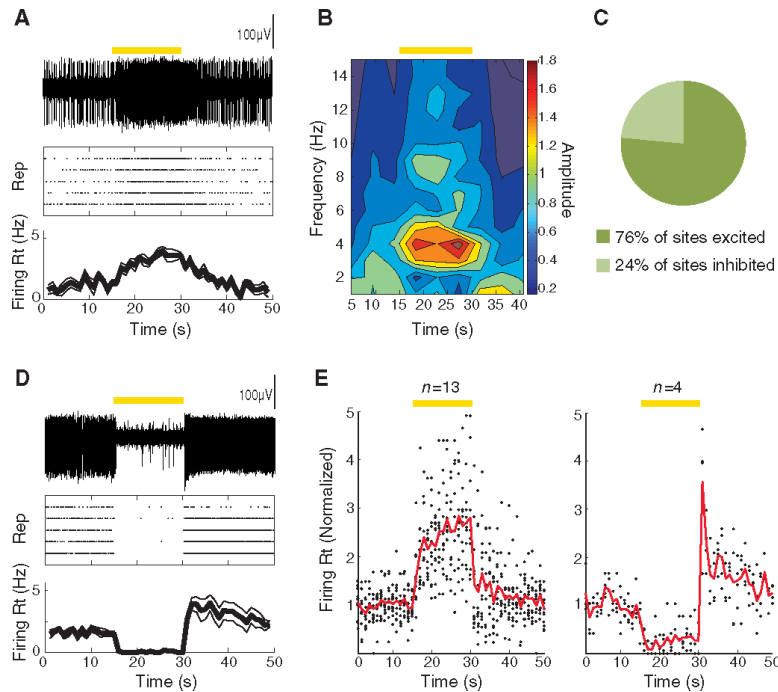 A
100µV
Rep
Firing Rt (Hz)
5
0
0 10 20 30 40 50
Time (s)
B
Frequency (Hz)
14
12
10
8
6
4
2
5 10 15 20 25 30 35 40
Time (s)
1.8
1.6
1.4
1.2
1
0.8
0.6
0.4
0.2
Amplitude
C
76% of sites excited
24% of sites inhibited
D
100µV
Rep
Firing Rt (Hz)
5
0
0 10 20 30 40 50
Time (s)
E
n=13
Firing Rt (Normalized)
5
4
3
2
1
0 10 20 30 40 50
Time (s)
n=4
5
4
3
2
1
0 10 20 30 40 50
Time (s)